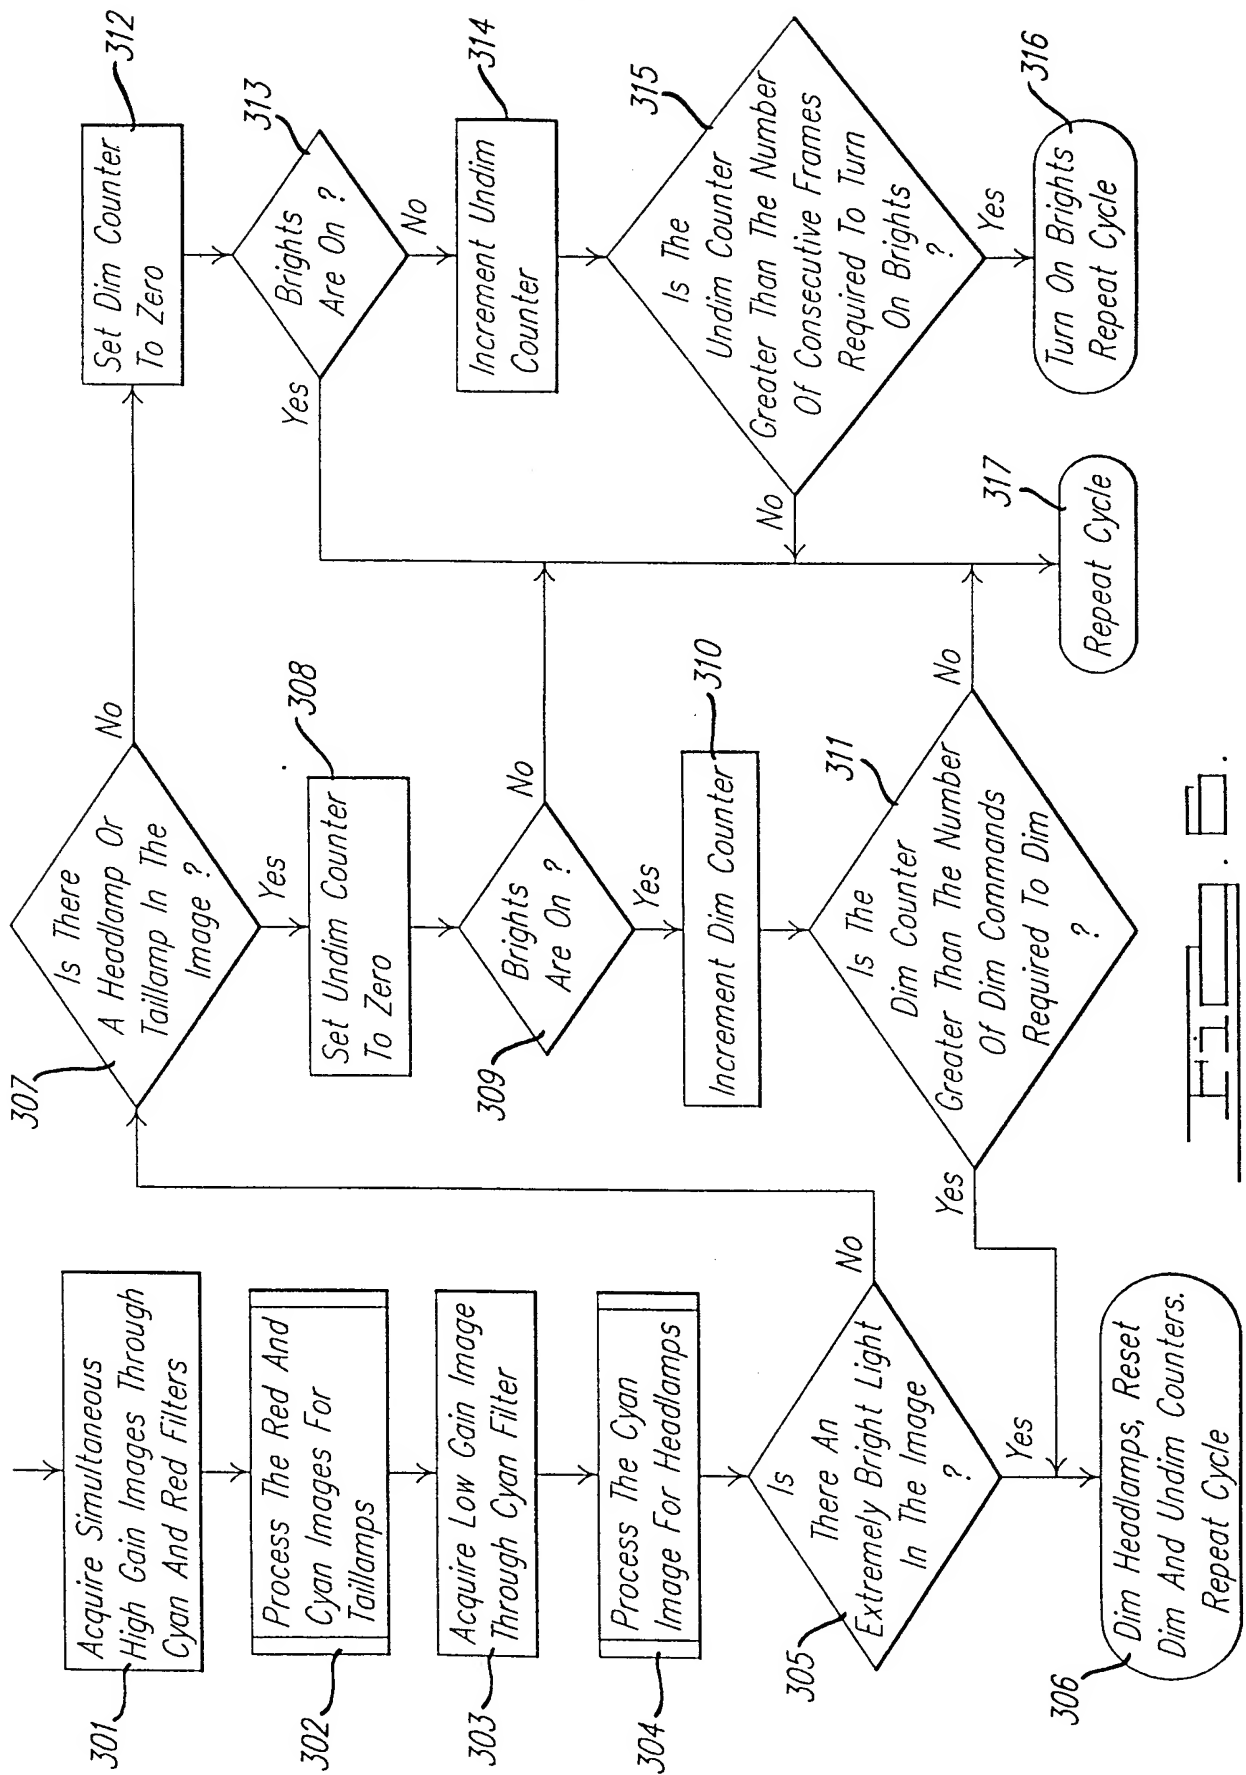 301
Acquire Simultaneous
High Gain Images Through
Cyan And Red Filters
302
Process The Red And
Cyan Images For
Taillamps
303
Acquire Low Gain Image
Through Cyan Filter
304
Process The Cyan
Image For Headlamps
305
Is
There An
Extremely Bright Light
In The Image
?
No
Yes
306
Dim Headlamps, Reset
Dim And Undim Counters.
Repeat Cycle
307
Is There
A Headlamp Or
Taillamp In The
Image ?
No
Yes
308
Set Undim Counter
To Zero
309
Brights
Are On ?
No
Yes
310
Increment Dim Counter
311
Is The
Dim Counter
Greater Than The Number
Of Dim Commands
Required To Dim
?
Yes
No
312
Set Dim Counter
To Zero
313
Brights
Are On ?
Yes
No
314
Increment Undim
Counter
315
Is The
Undim Counter
Greater Than The Number
Of Consecutive Frames
Required To Turn
On Brights
?
No
Yes
316
Turn On Brights
Repeat Cycle
317
Repeat Cycle